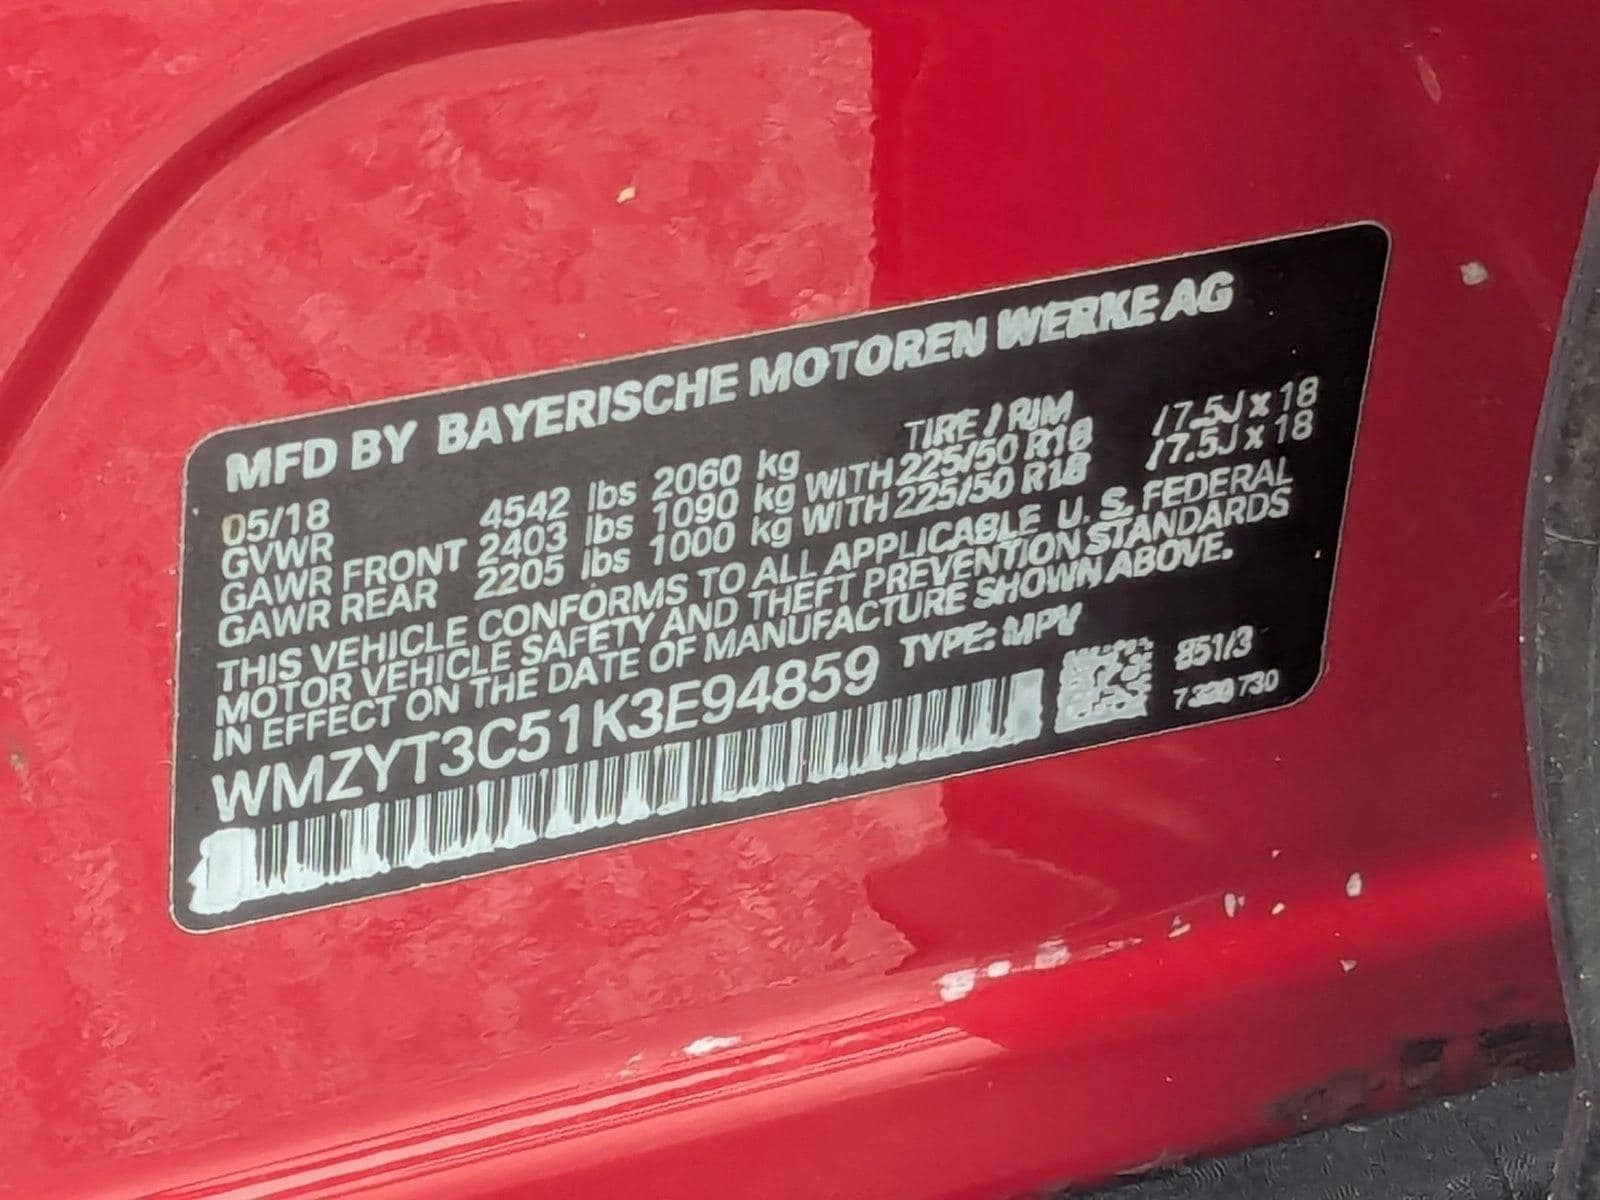 MFD BY BAYERISCHE MOTOREN WERKE AG
05/18 TIRE / RIM
GVWR 4542 lbs 2060 kg
GAWR FRONT 2403 lbs 1090 kg WITH 225/50 R18 / 7.5J x 18
GAWR REAR 2205 lbs 1000 kg WITH 225/50 R18 / 7.5J x 18
THIS VEHICLE CONFORMS TO ALL APPLICABLE U. S. FEDERAL
MOTOR VEHICLE SAFETY AND THEFT PREVENTION STANDARDS
IN EFFECT ON THE DATE OF MANUFACTURE SHOWN ABOVE.
WMZYT3C51K3E94859 TYPE: MPV
851/3